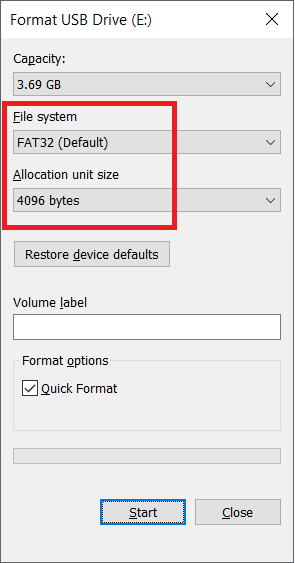 Format USB Drive (E:)
Capacity:
3.69 GB
File system
FAT32 (Default)
Allocation unit size
4096 bytes
Restore device defaults
Volume label
Format options
Quick Format
Start
Close